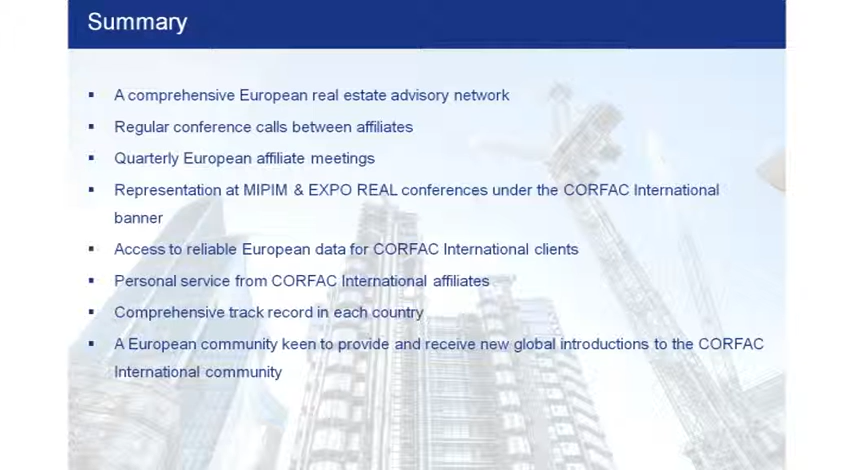 Summary
▪ A comprehensive European real estate advisory network
▪ Regular conference calls between affiliates
▪ Quarterly European affiliate meetings
▪ Representation at MIPIM & EXPO REAL conferences under the CORFAC International
banner
▪ Access to reliable European data for CORFAC International clients
▪ Personal service from CORFAC International affiliates
▪ Comprehensive track record in each country
▪ A European community keen to provide and receive new global introductions to the CORFAC
International community